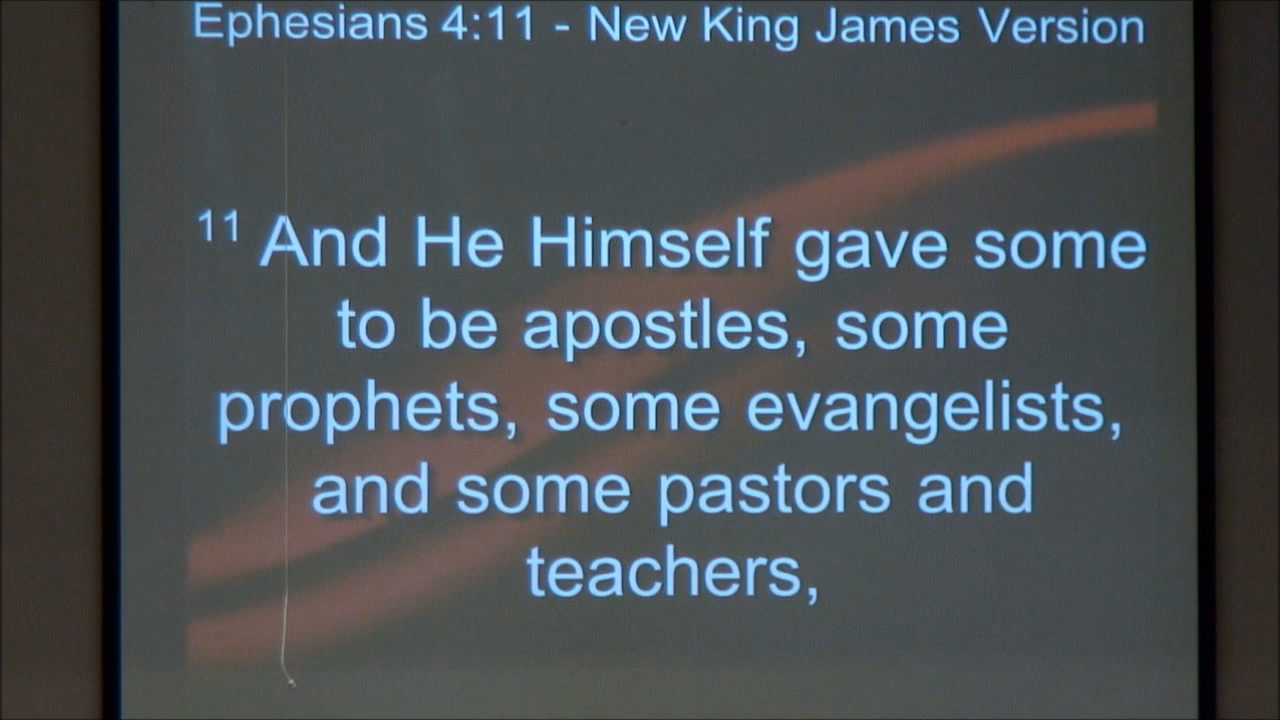 Ephesians 4:11 - New King James Version
11 And He Himself gave some
to be apostles, some
prophets, some evangelists,
and some pastors and
teachers,